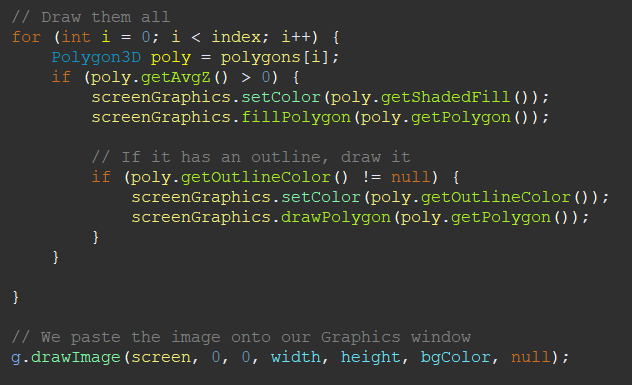 // Draw them all
for (int i = 0; i < index; i++) {
    Polygon3D poly = polygons[i];
    if (poly.getAvgZ() > 0) {
        screenGraphics.setColor(poly.getShadedFill());
        screenGraphics.fillPolygon(poly.getPolygon());

        // If it has an outline, draw it
        if (poly.getOutlineColor() != null) {
            screenGraphics.setColor(poly.getOutlineColor());
            screenGraphics.drawPolygon(poly.getPolygon());
        }
    }

}

// We paste the image onto our Graphics window
g.drawImage(screen, 0, 0, width, height, bgColor, null);